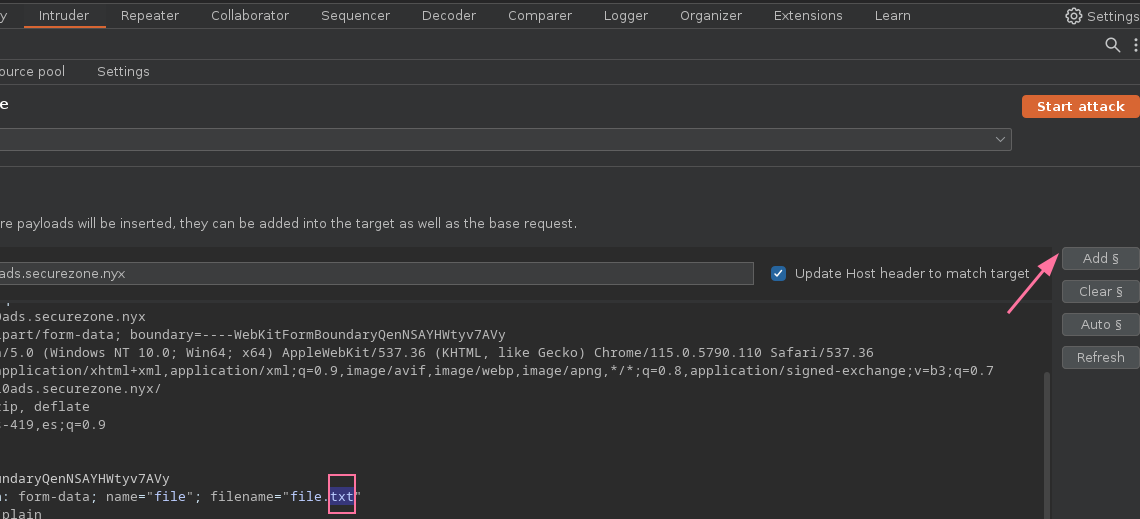 y Intruder Repeater Collaborator Sequencer Decoder Comparer Logger Organizer Extensions Learn Settings
ource pool Settings
e
Start attack
re payloads will be inserted, they can be added into the target as well as the base request.
Add §
ads.securezone.nyx Update Host header to match target
Clear §
0ads.securezone.nyx
Auto §
ipart/form-data; boundary=----WebKitFormBoundaryQenNSAYHWtyv7AVy
a/5.0 (Windows NT 10.0; Win64; x64) AppleWebKit/537.36 (KHTML, like Gecko) Chrome/115.0.5790.110 Safari/537.36
Refresh
application/xhtml+xml,application/xml;q=0.9,image/avif,image/webp,image/apng,*/*;q=0.8,application/signed-exchange;v=b3;q=0.7
l0ads.securezone.nyx/
zip, deflate
s-419,es;q=0.9
undaryQenNSAYHWtyv7AVy
n: form-data; name="file"; filename="file.txt"
plain